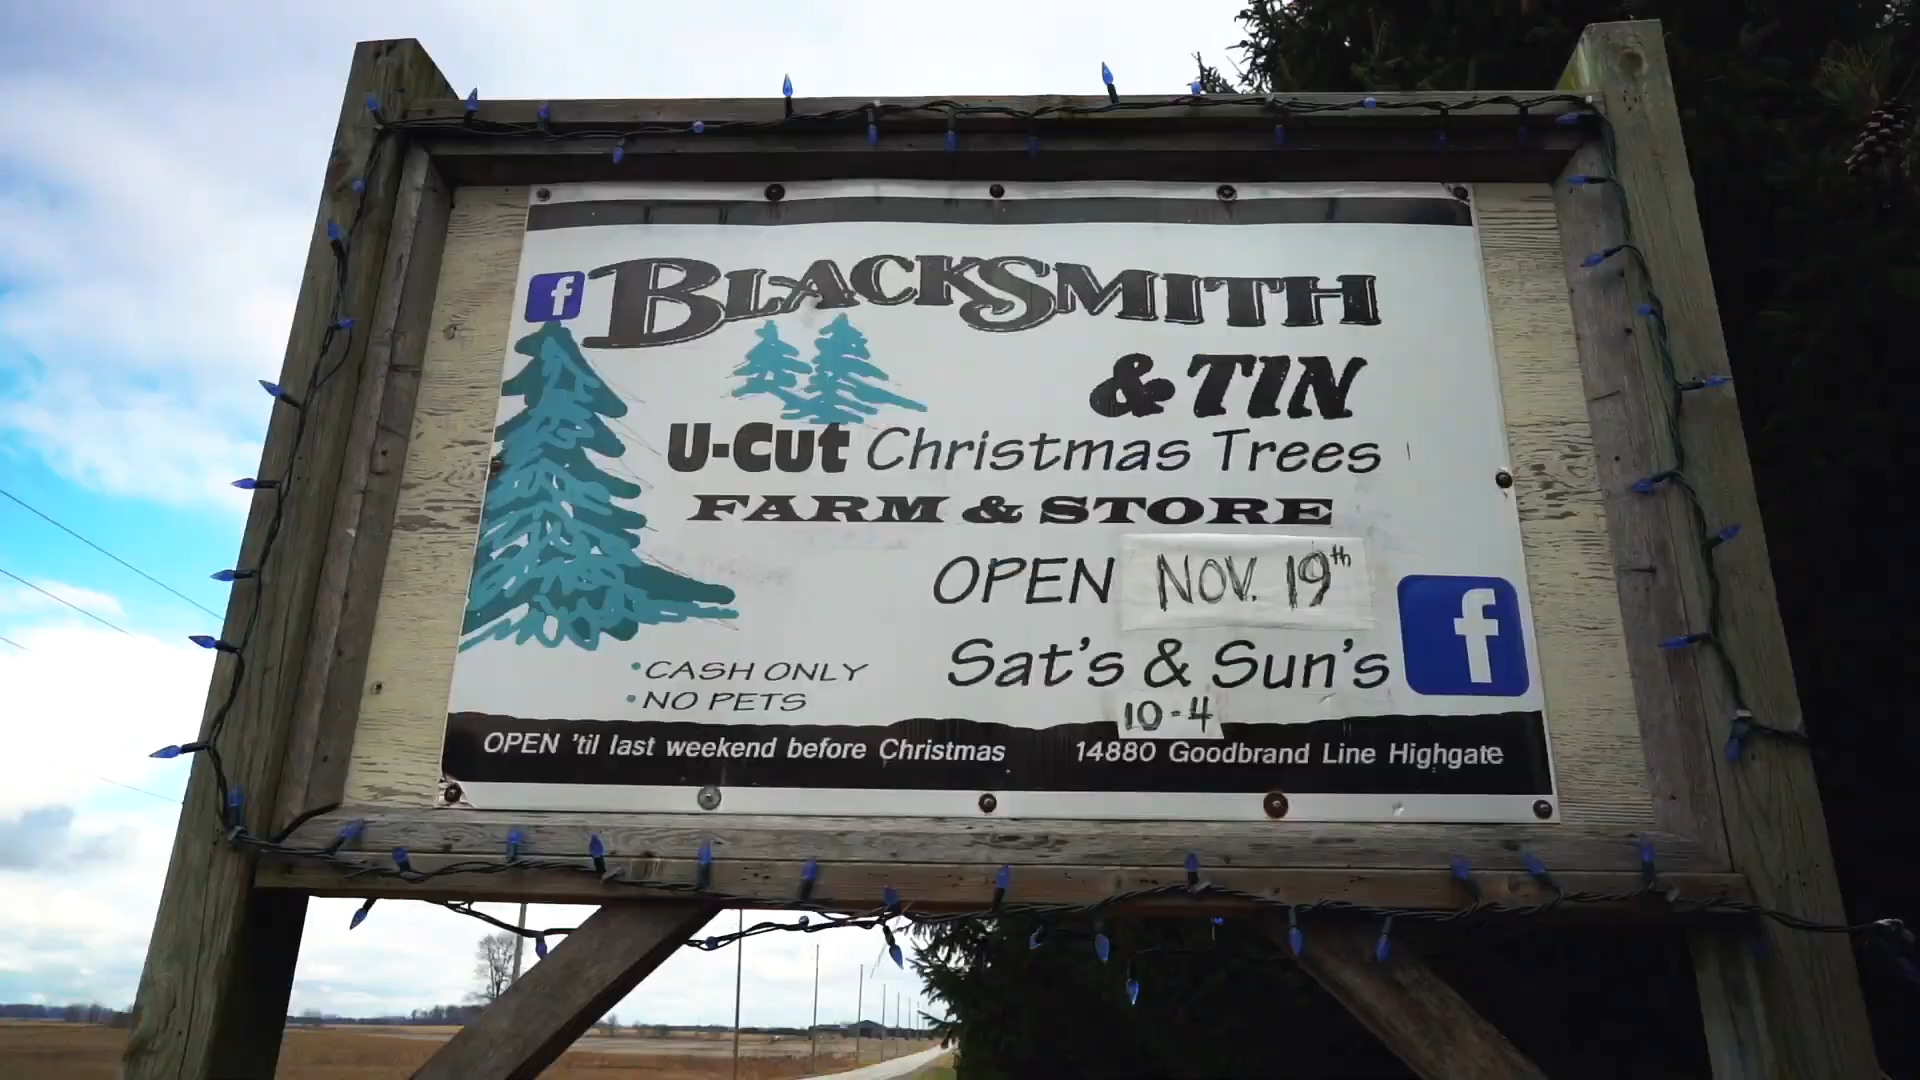 f BLACKSMITH
& TIN
U-Cut Christmas Trees
FARM & STORE
OPEN NOV. 19th
f
Sat's & Sun's
10-4
• CASH ONLY
• NO PETS
OPEN 'til last weekend before Christmas
14880 Goodbrand Line Highgate